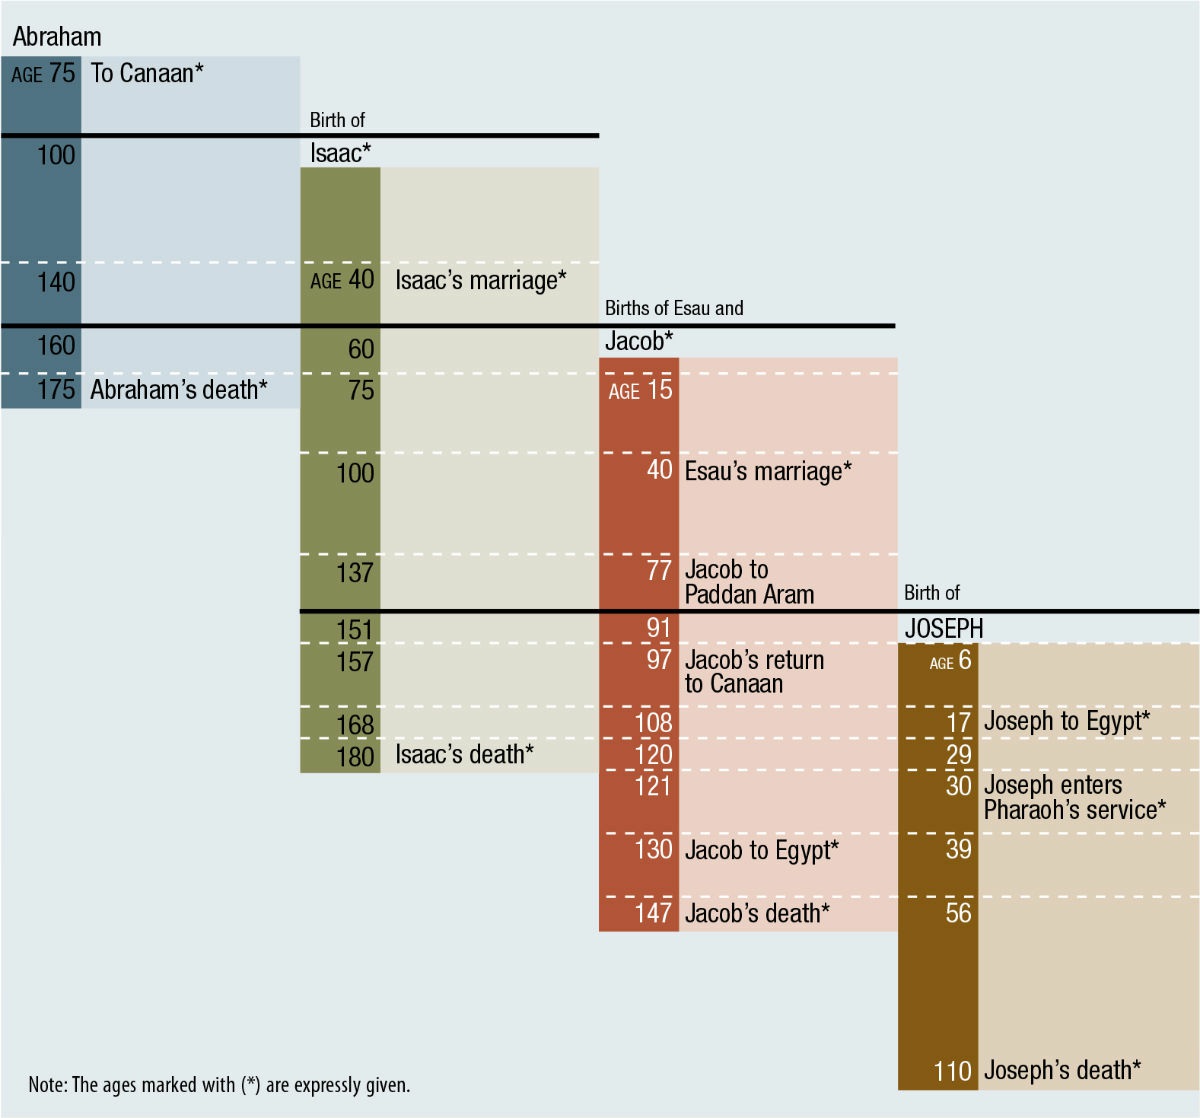 Abraham
AGE 75 To Canaan*
Birth of
100 Isaac*
140 AGE 40 Isaac's marriage*
Births of Esau and
160 60 Jacob*
175 Abraham's death* 75 AGE 15
100 40 Esau's marriage*
137 77 Jacob to
Paddan Aram
Birth of
151 91 JOSEPH
157 97 Jacob's return AGE 6
to Canaan
168 108 17 Joseph to Egypt*
180 Isaac's death* 120 29
121 30 Joseph enters
Pharaoh's service*
130 Jacob to Egypt* 39
147 Jacob's death* 56
110 Joseph's death*
Note: The ages marked with (*) are expressly given.